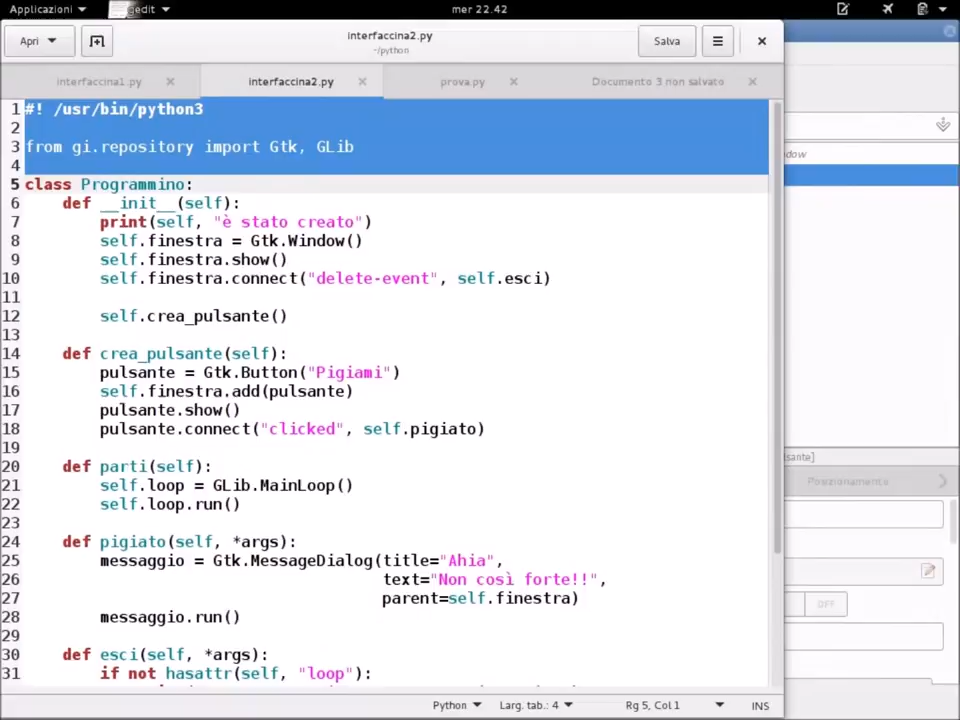 Applicazioni gedit mer 22.42
Apri interfaccina2.py Salva
~/python
interfaccina1.py interfaccina2.py prova.py Documento 3 non salvato
1 #! /usr/bin/python3
2
3 from gi.repository import Gtk, GLib
4
5 class Programmino:
6 def __init__(self):
7 print(self, "è stato creato")
8 self.finestra = Gtk.Window()
9 self.finestra.show()
10 self.finestra.connect("delete-event", self.esci)
11
12 self.crea_pulsante()
13
14 def crea_pulsante(self):
15 pulsante = Gtk.Button("Pigiami")
16 self.finestra.add(pulsante)
17 pulsante.show()
18 pulsante.connect("clicked", self.pigiato)
19
20 def parti(self):
21 self.loop = GLib.MainLoop()
22 self.loop.run()
23
24 def pigiato(self, *args):
25 messaggio = Gtk.MessageDialog(title="Ahia",
26 text="Non così forte!!",
27 parent=self.finestra)
28 messaggio.run()
29
30 def esci(self, *args):
31 if not hasattr(self, "loop"):
Python Larg. tab.: 4 Rg 5, Col 1 INS
ndow
sante]
Posizionamento
OFF